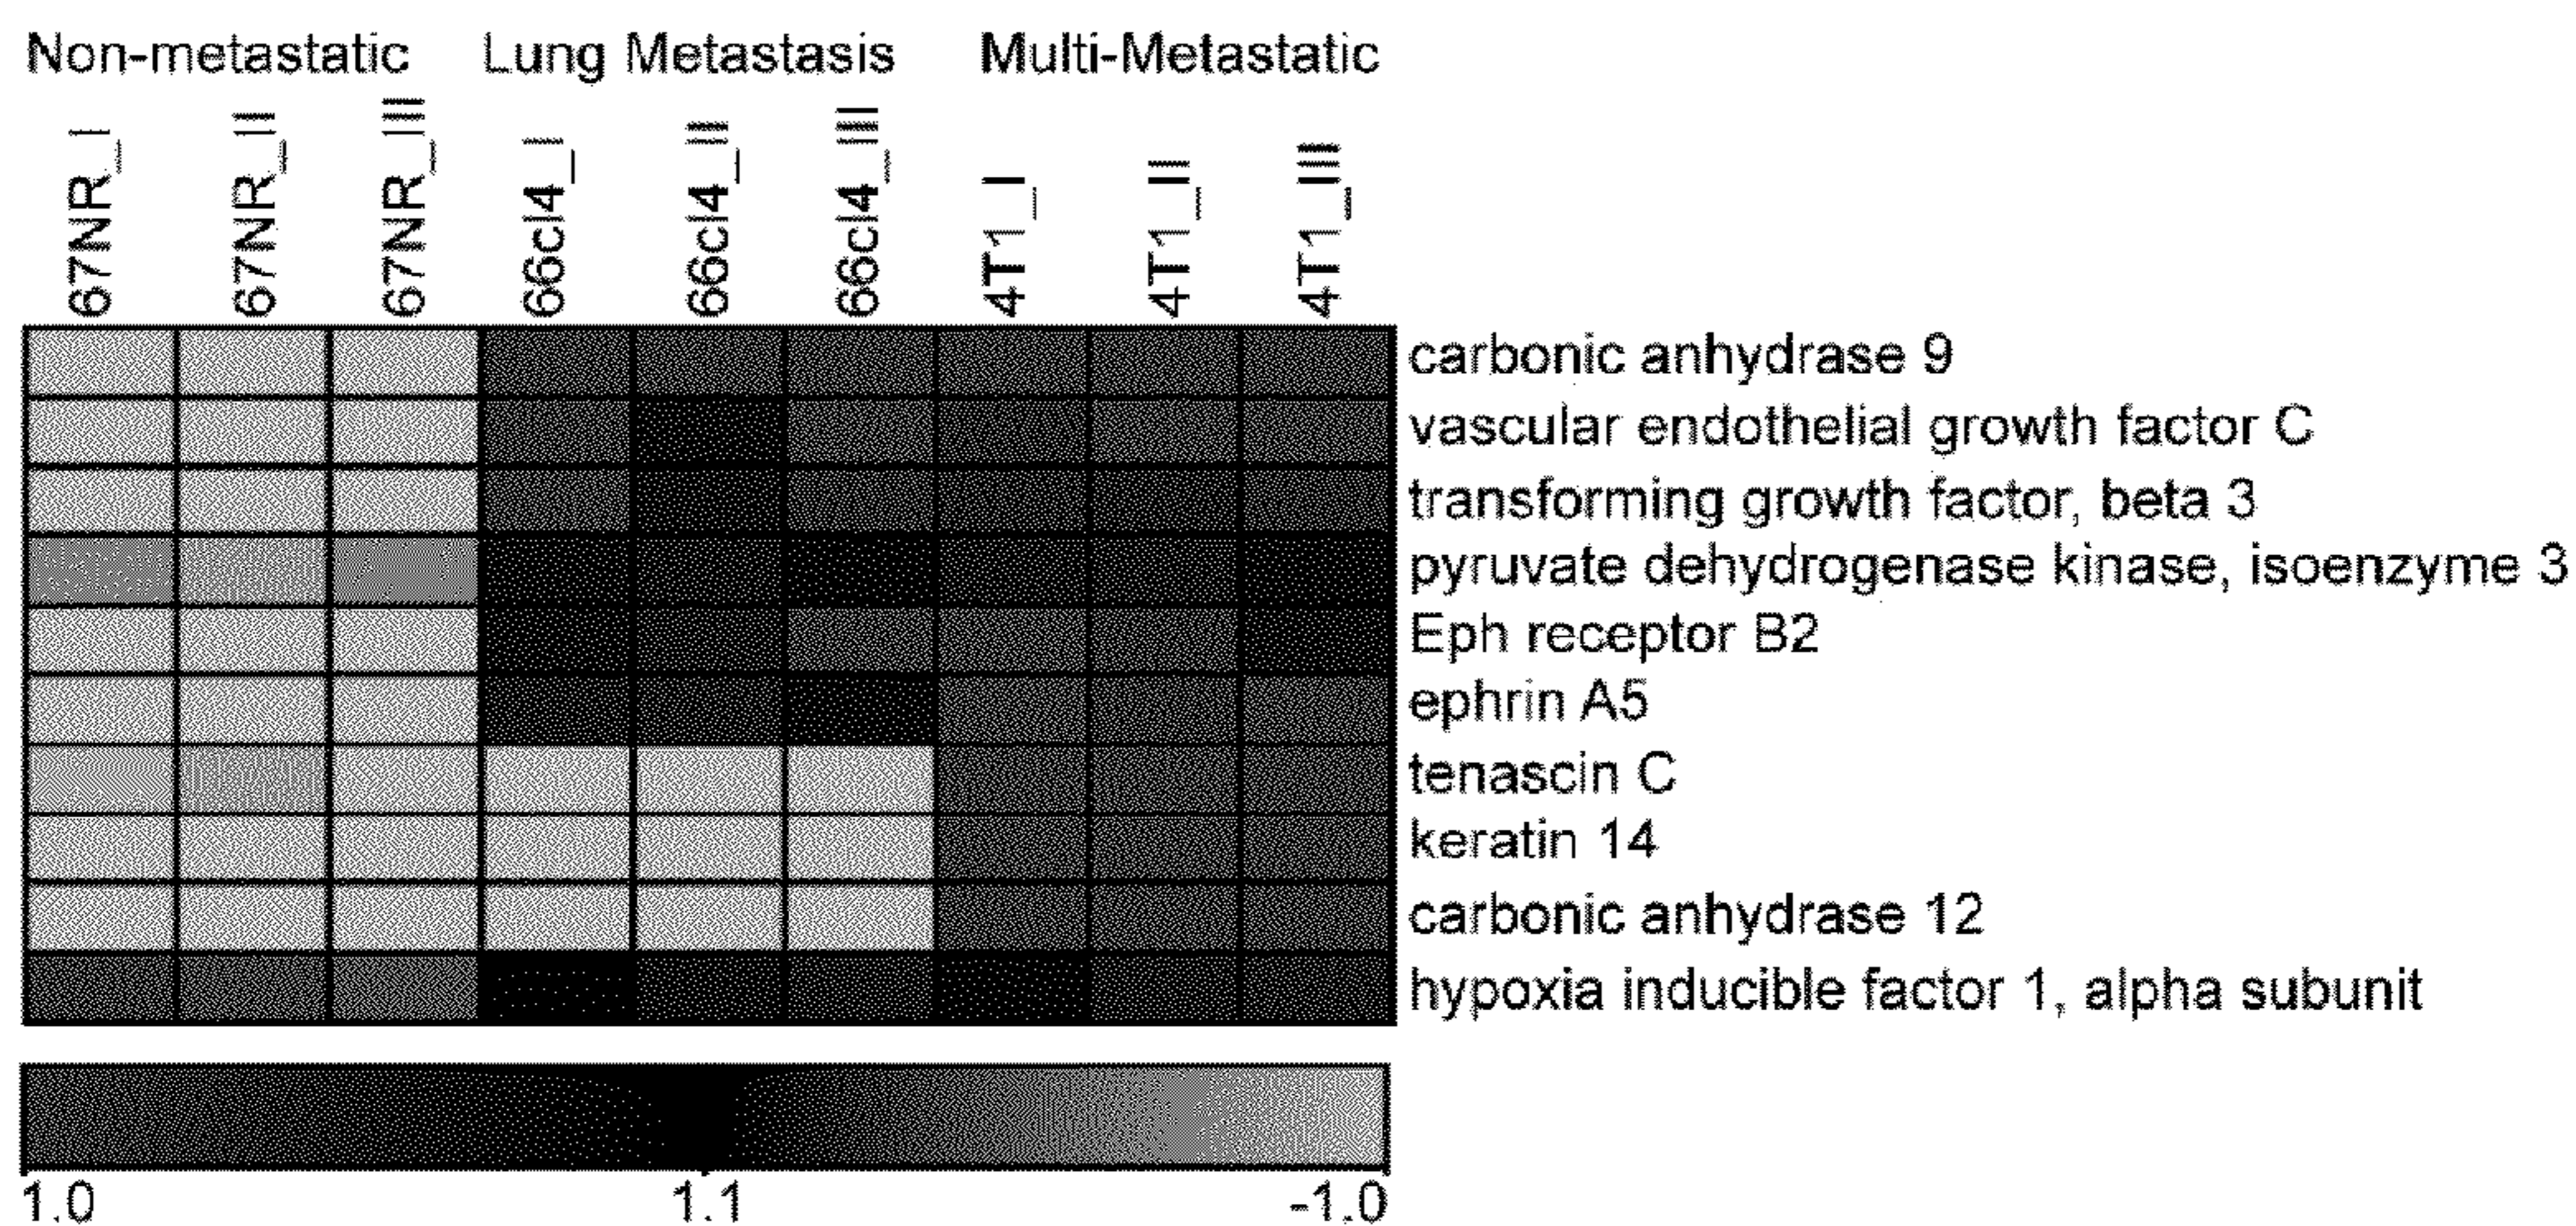 Non-metastatic Lung Metastasis Multi-Metastatic
67NR_I 67NR_II 67NR_III 66cl4_I 66cl4_II 66cl4_III 4T1_I 4T1_II 4T1_III
carbonic anhydrase 9
vascular endothelial growth factor C
transforming growth factor, beta 3
pyruvate dehydrogenase kinase, isoenzyme 3
Eph receptor B2
ephrin A5
tenascin C
keratin 14
carbonic anhydrase 12
hypoxia inducible factor 1, alpha subunit
1.0 1.1 -1.0